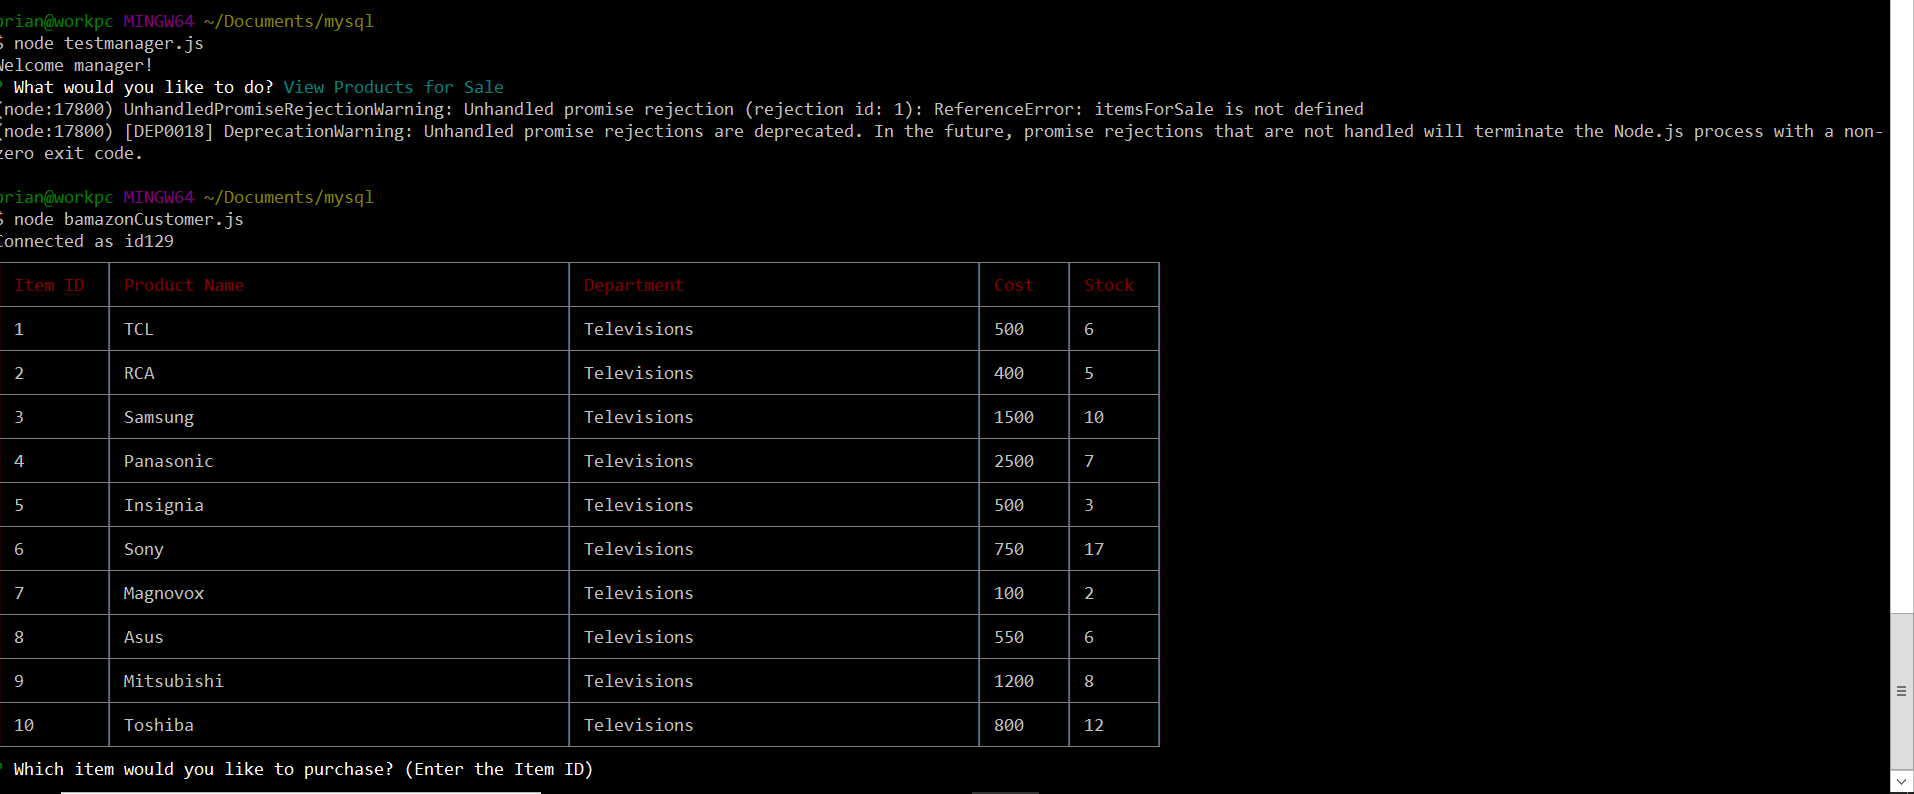 brian@workpc MINGW64 ~/Documents/mysql
$ node testmanager.js
Welcome manager!
? What would you like to do? View Products for Sale
(node:17800) UnhandledPromiseRejectionWarning: Unhandled promise rejection (rejection id: 1): ReferenceError: itemsForSale is not defined
(node:17800) [DEP0018] DeprecationWarning: Unhandled promise rejections are deprecated. In the future, promise rejections that are not handled will terminate the Node.js process with a non-
zero exit code.
brian@workpc MINGW64 ~/Documents/mysql
$ node bamazonCustomer.js
Connected as id129
Item ID Product Name Department Cost Stock
1 TCL Televisions 500 6
2 RCA Televisions 400 5
3 Samsung Televisions 1500 10
4 Panasonic Televisions 2500 7
5 Insignia Televisions 500 3
6 Sony Televisions 750 17
7 Magnovox Televisions 100 2
8 Asus Televisions 550 6
9 Mitsubishi Televisions 1200 8
10 Toshiba Televisions 800 12
? Which item would you like to purchase? (Enter the Item ID)